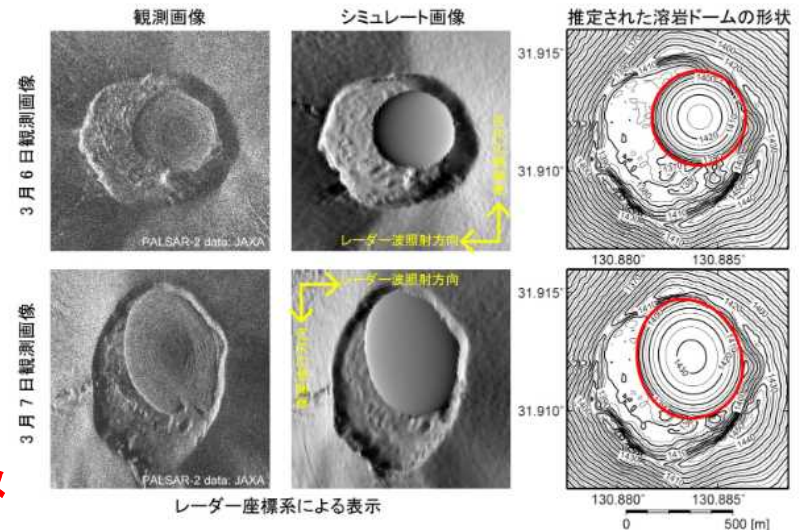 観測画像
シミュレート画像
推定された溶岩ドームの形状
3月6日観測画像
PALSAR-2 data: JAXA
レーダー波照射方向
31.915°
31.910°
1400
1410
1420
130.880°
130.885°
3月7日観測画像
PALSAR-2 data: JAXA
レーダー波照射方向
31.915°
31.910°
1430
1440
130.880°
130.885°
レーダー座標系による表示
0
500 [m]